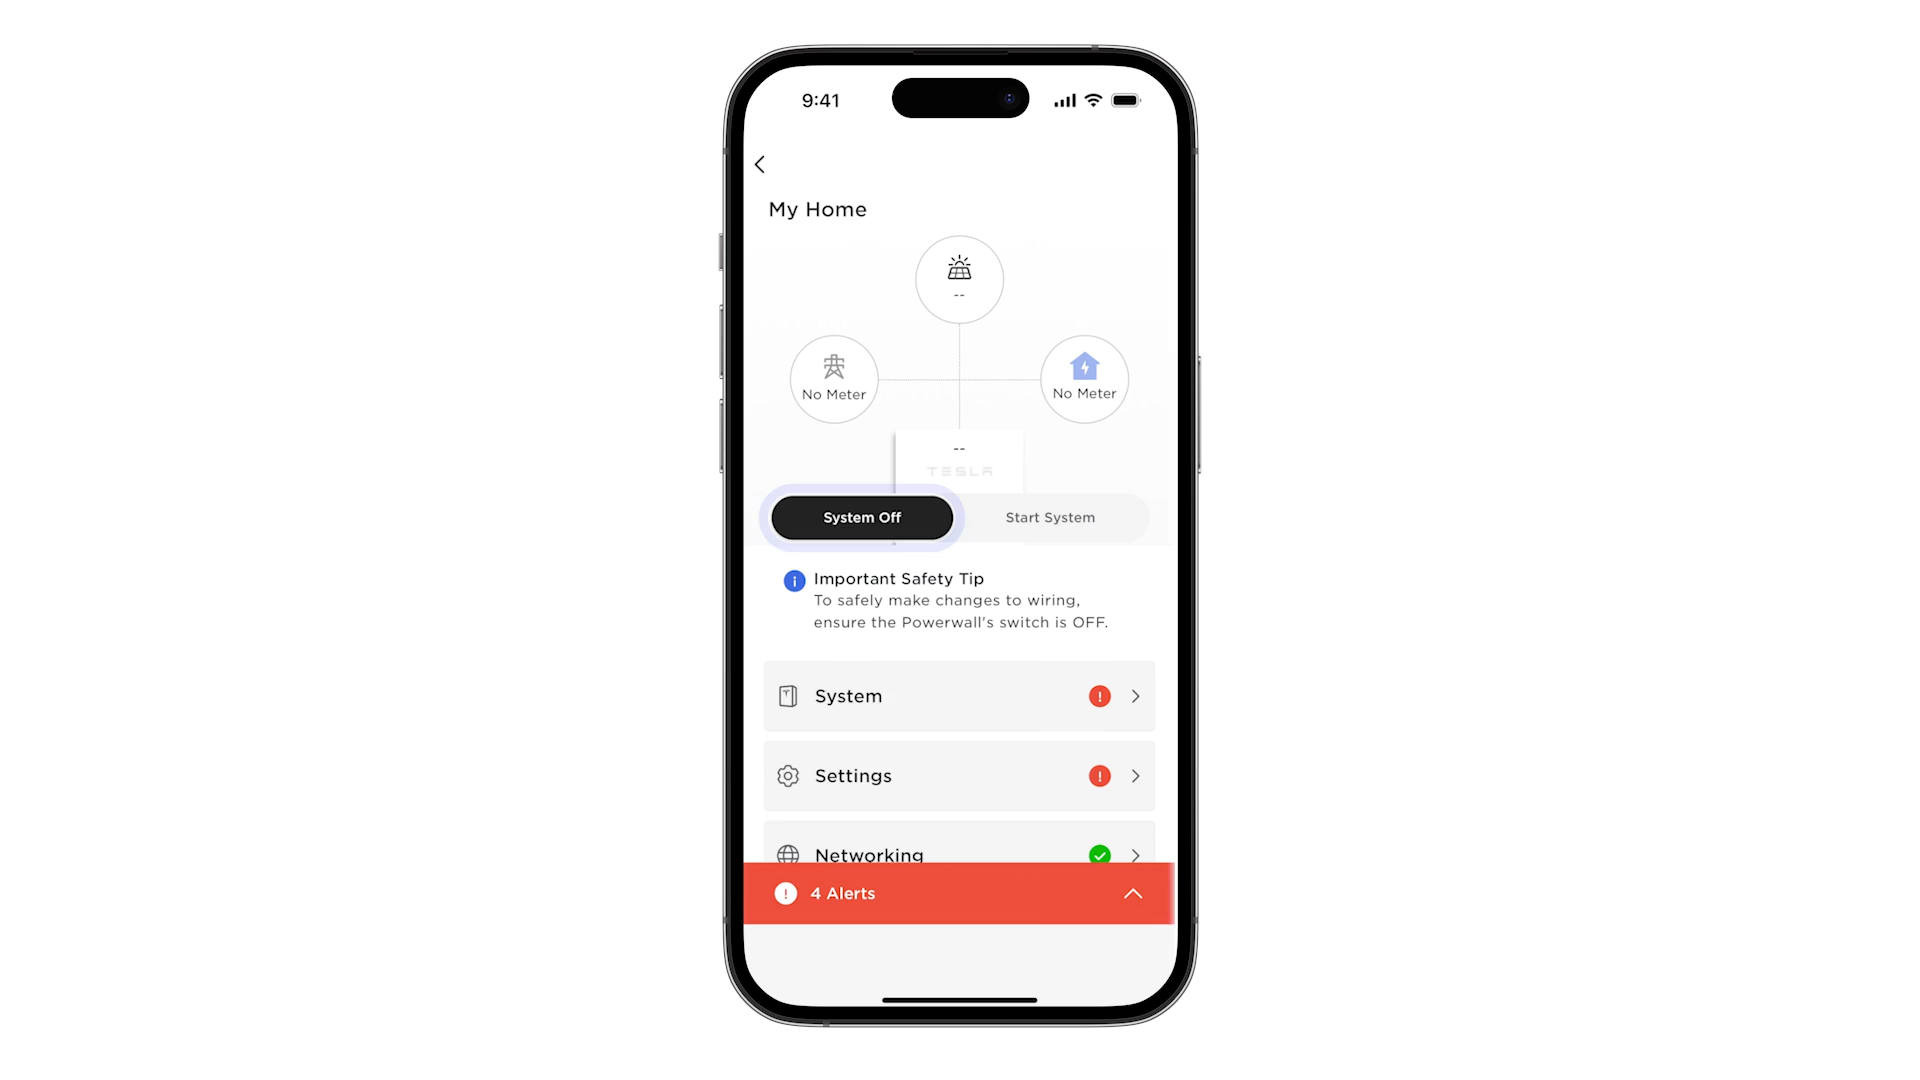 9:41
My Home
--
No Meter
No Meter
--
TESLA
System Off
Start System
Important Safety Tip
To safely make changes to wiring,
ensure the Powerwall's switch is OFF.
System
Settings
Networking
4 Alerts